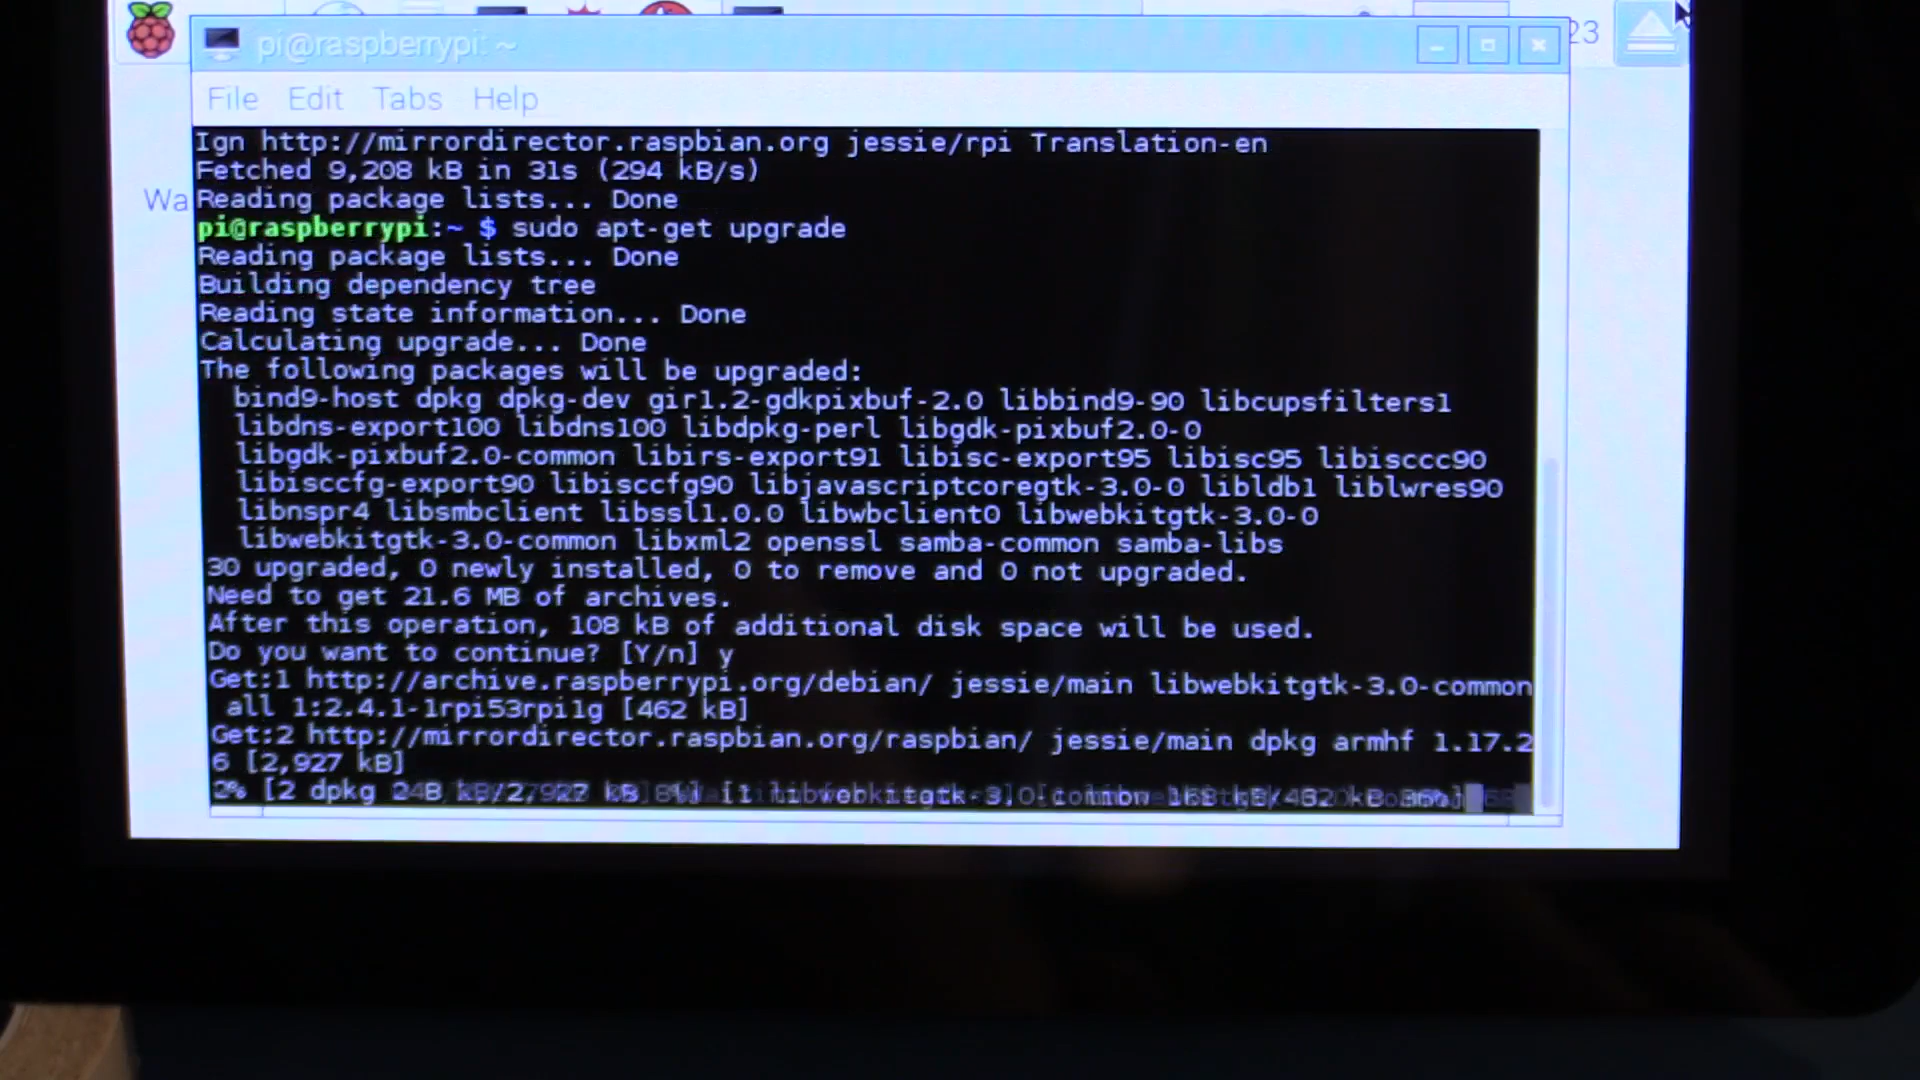 pi@raspberrypi: ~
23
File Edit Tabs Help
Wa
Ign http://mirrordirector.raspbian.org jessie/rpi Translation-en
Fetched 9,208 kB in 31s (294 kB/s)
Reading package lists... Done
pi@raspberrypi:~ $ sudo apt-get upgrade
Reading package lists... Done
Building dependency tree
Reading state information... Done
Calculating upgrade... Done
The following packages will be upgraded:
bind9-host dpkg dpkg-dev gir1.2-gdkpixbuf-2.0 libbind9-90 libcupsfilters1
libdns-export100 libdns100 libdpkg-perl libgdk-pixbuf2.0-0
libgdk-pixbuf2.0-common libirs-export91 libisc-export95 libisc95 libisccc90
libisccfg-export90 libisccfg90 libjavascriptcoregtk-3.0-0 libldb1 liblwres90
libnspr4 libsmbclient libssl1.0.0 libwbclient0 libwebkitgtk-3.0-0
libwebkitgtk-3.0-common libxml2 openssl samba-common samba-libs
30 upgraded, 0 newly installed, 0 to remove and 0 not upgraded.
Need to get 21.6 MB of archives.
After this operation, 108 kB of additional disk space will be used.
Do you want to continue? [Y/n] y
Get:1 http://archive.raspberrypi.org/debian/ jessie/main libwebkitgtk-3.0-common
all 1:2.4.1-1rpi53rpi1g [462 kB]
Get:2 http://mirrordirector.raspbian.org/raspbian/ jessie/main dpkg armhf 1.17.2
6 [2,927 kB]
2% [2 dpkg